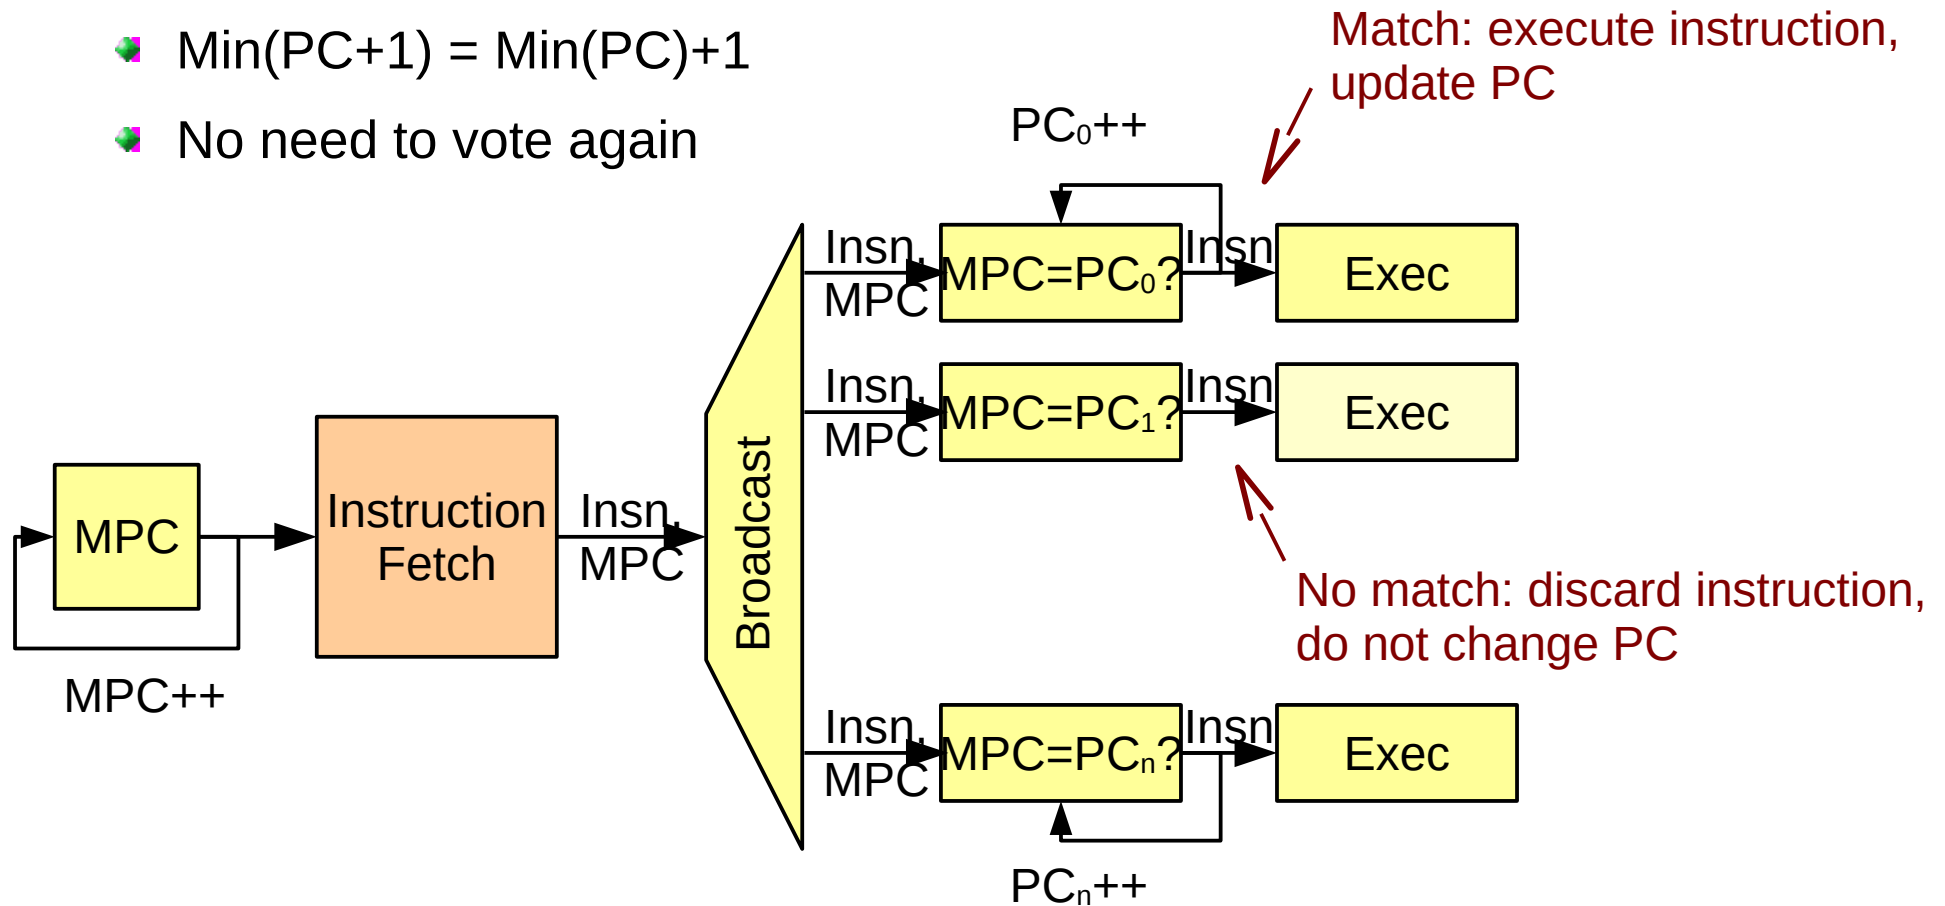 Min(PC+1) = Min(PC)+1
No need to vote again
Match: execute instruction,
update PC
PC₀++
Insn,
MPC
MPC=PC₀?
Insn
Exec
Insn,
MPC
MPC=PC₁?
Insn
Exec
MPC
MPC++
Instruction
Fetch
Insn,
MPC
Broadcast
No match: discard instruction,
do not change PC
Insn,
MPC
MPC=PCₙ?
Insn
Exec
PCₙ++